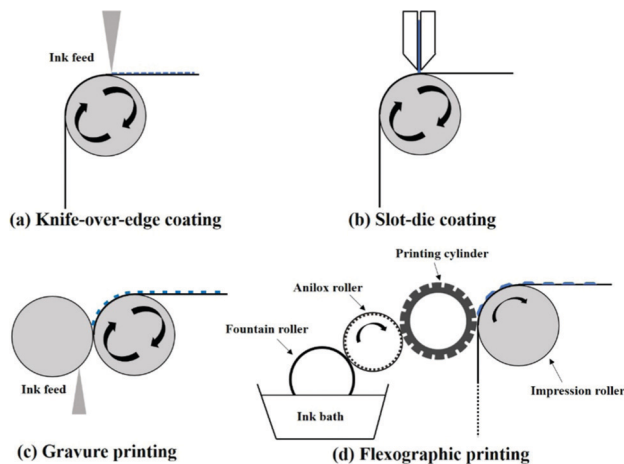 Ink feed
(a) Knife-over-edge coating
(b) Slot-die coating
Printing cylinder
Anilox roller
Fountain roller
Ink feed
Ink bath
Impression roller
(c) Gravure printing
(d) Flexographic printing